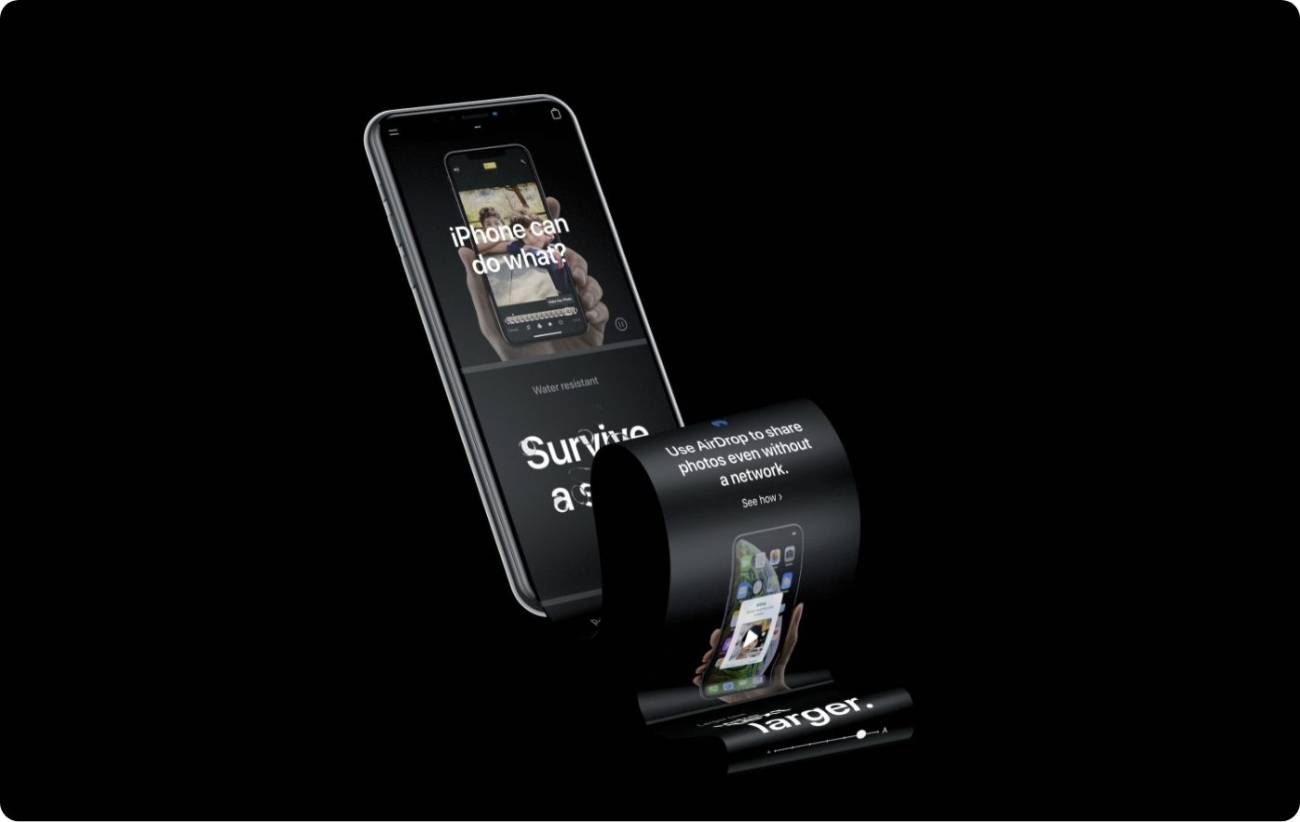 iPhone can
do what?
Water resistant
Survive
a s
Use AirDrop to share
photos even without
a network.
See how ›
larger.
A